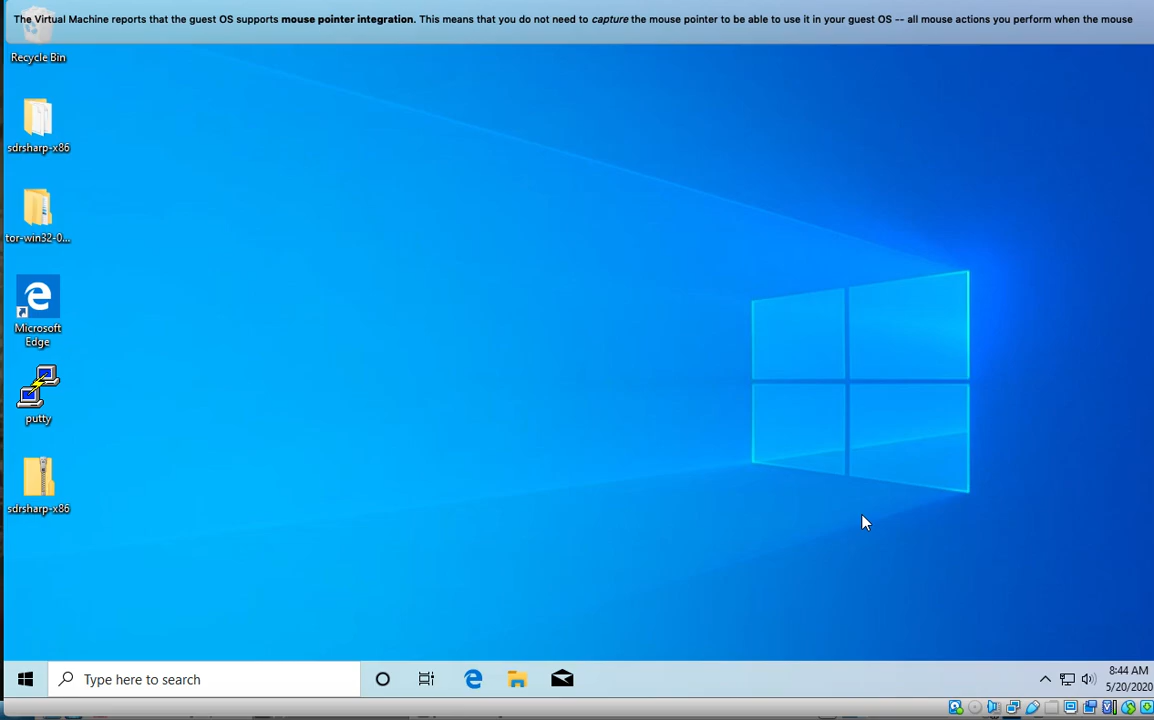 The Virtual Machine reports that the guest OS supports mouse pointer integration. This means that you do not need to capture the mouse pointer to be able to use it in your guest OS -- all mouse actions you perform when the mouse
Recycle Bin
sdrsharp-x86
tor-win32-0...
Microsoft
Edge
putty
sdrsharp-x86
Type here to search
8:44 AM
5/20/2020